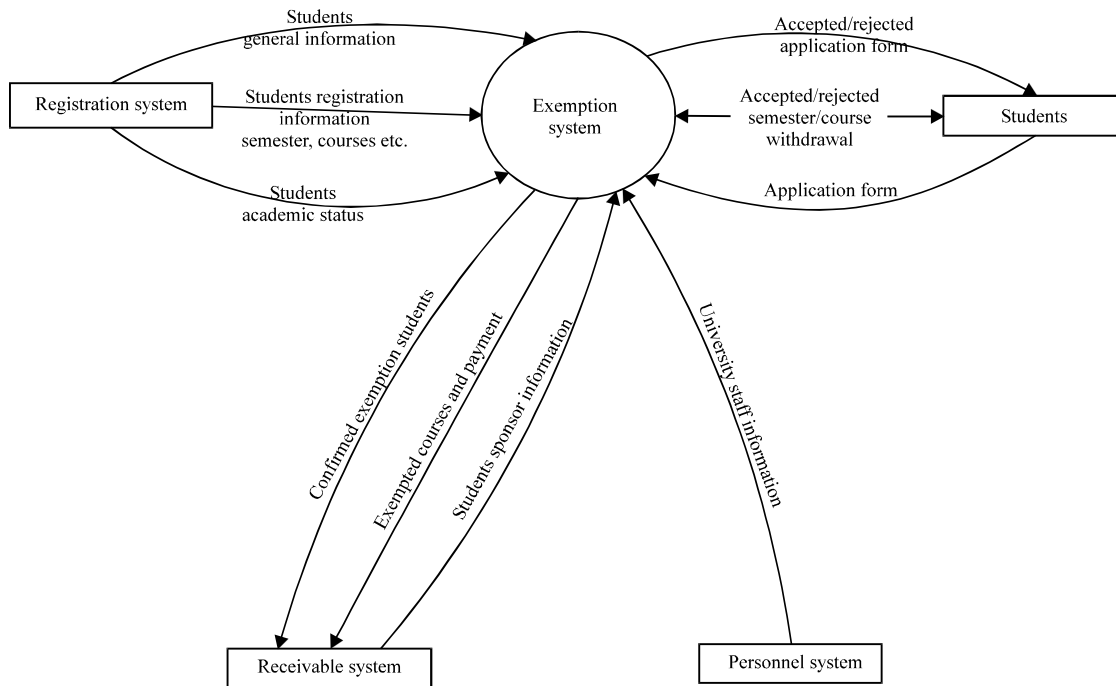 Students
general information
Registration system
Students registration
information
semester, courses etc.
Students
academic status
Exemption
system
Accepted/rejected
application form
Accepted/rejected
semester/course
withdrawal
Students
Application form
Confirmed exemption students
Exempted courses and payment
Students sponsor information
University staff information
Receivable system
Personnel system